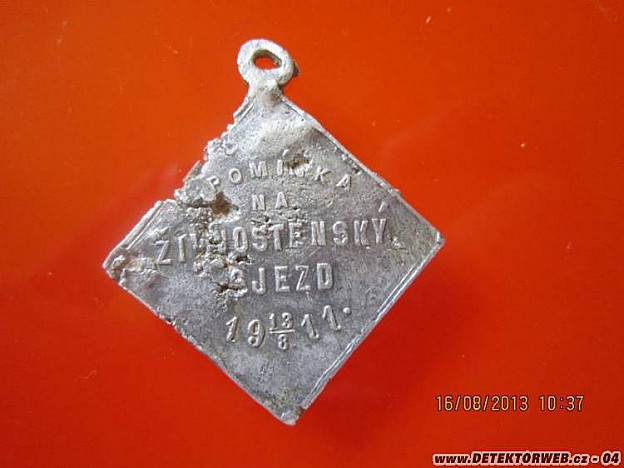 POMÍNKA
NA
ŽIVNOSTENSKÝ
SJEZD
19 13/8 11.
16/08/2013 10:37
www.DETEKTORWEB.cz - 04